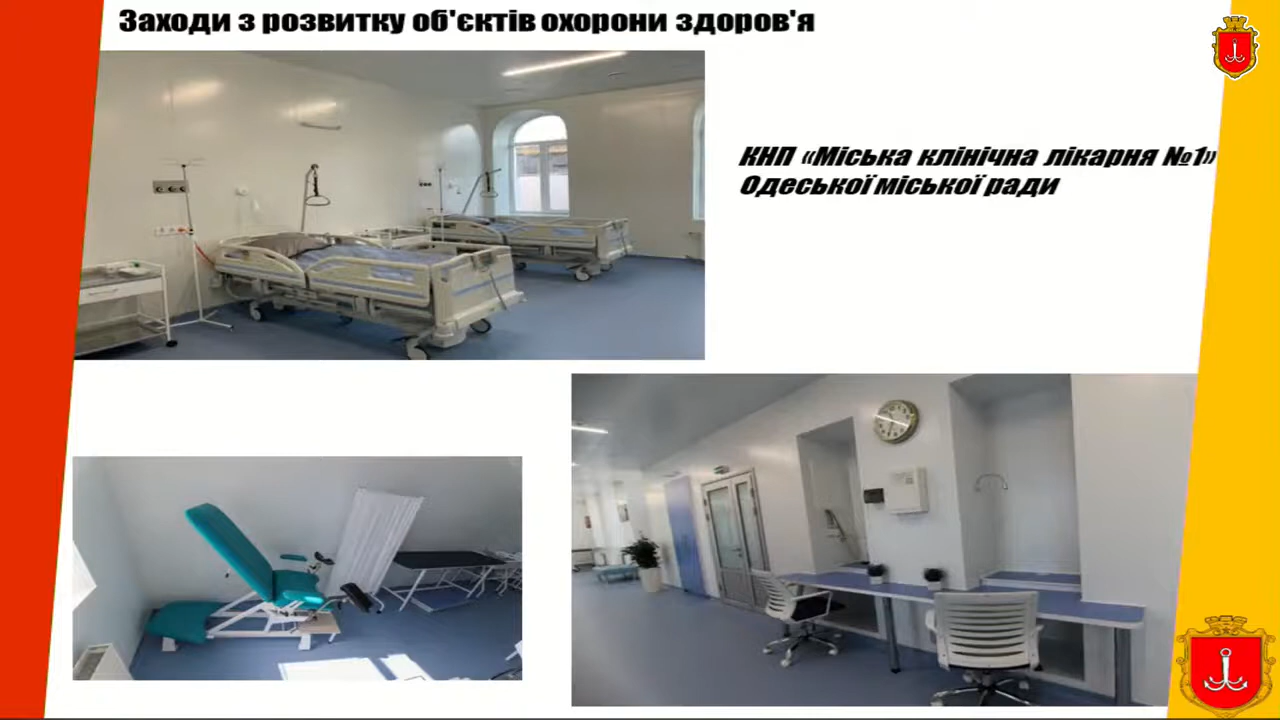 Заходи з розвитку об'єктів охорони здоров'я
КНП «Міська клінічна лікарня №1»
Одеської міської ради